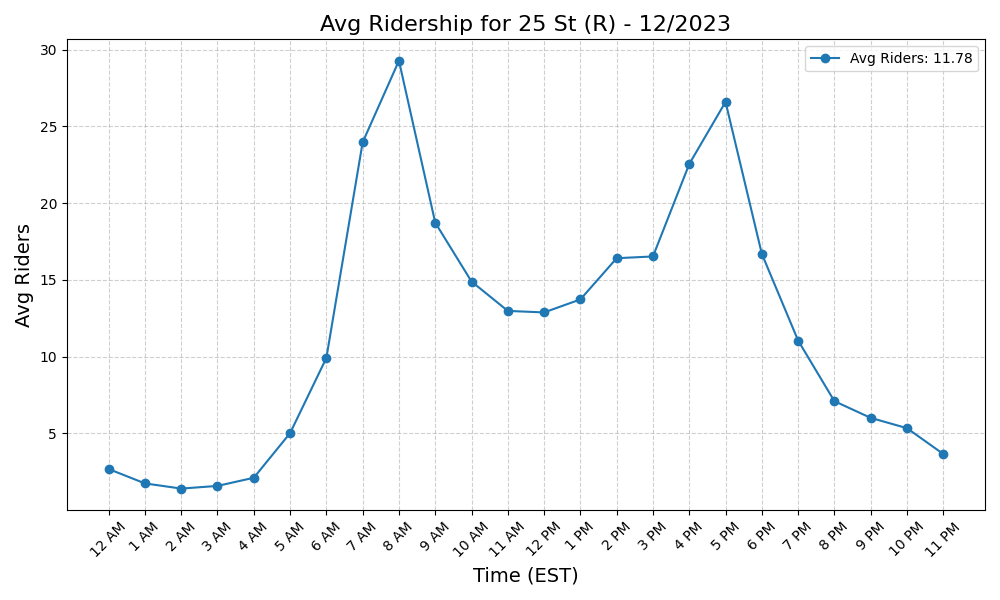 Avg Ridership for 25 St (R) - 12/2023
Avg Riders: 11.78
30
25
20
15
10
5
Avg Riders
12 AM
1 AM
2 AM
3 AM
4 AM
5 AM
6 AM
7 AM
8 AM
9 AM
10 AM
11 AM
12 PM
1 PM
2 PM
3 PM
4 PM
5 PM
6 PM
7 PM
8 PM
9 PM
10 PM
11 PM
Time (EST)